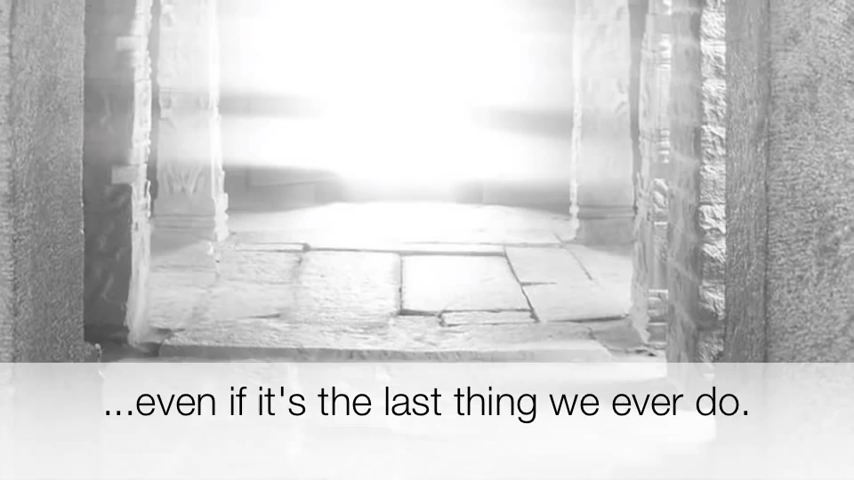 ...even if it's the last thing we ever do.